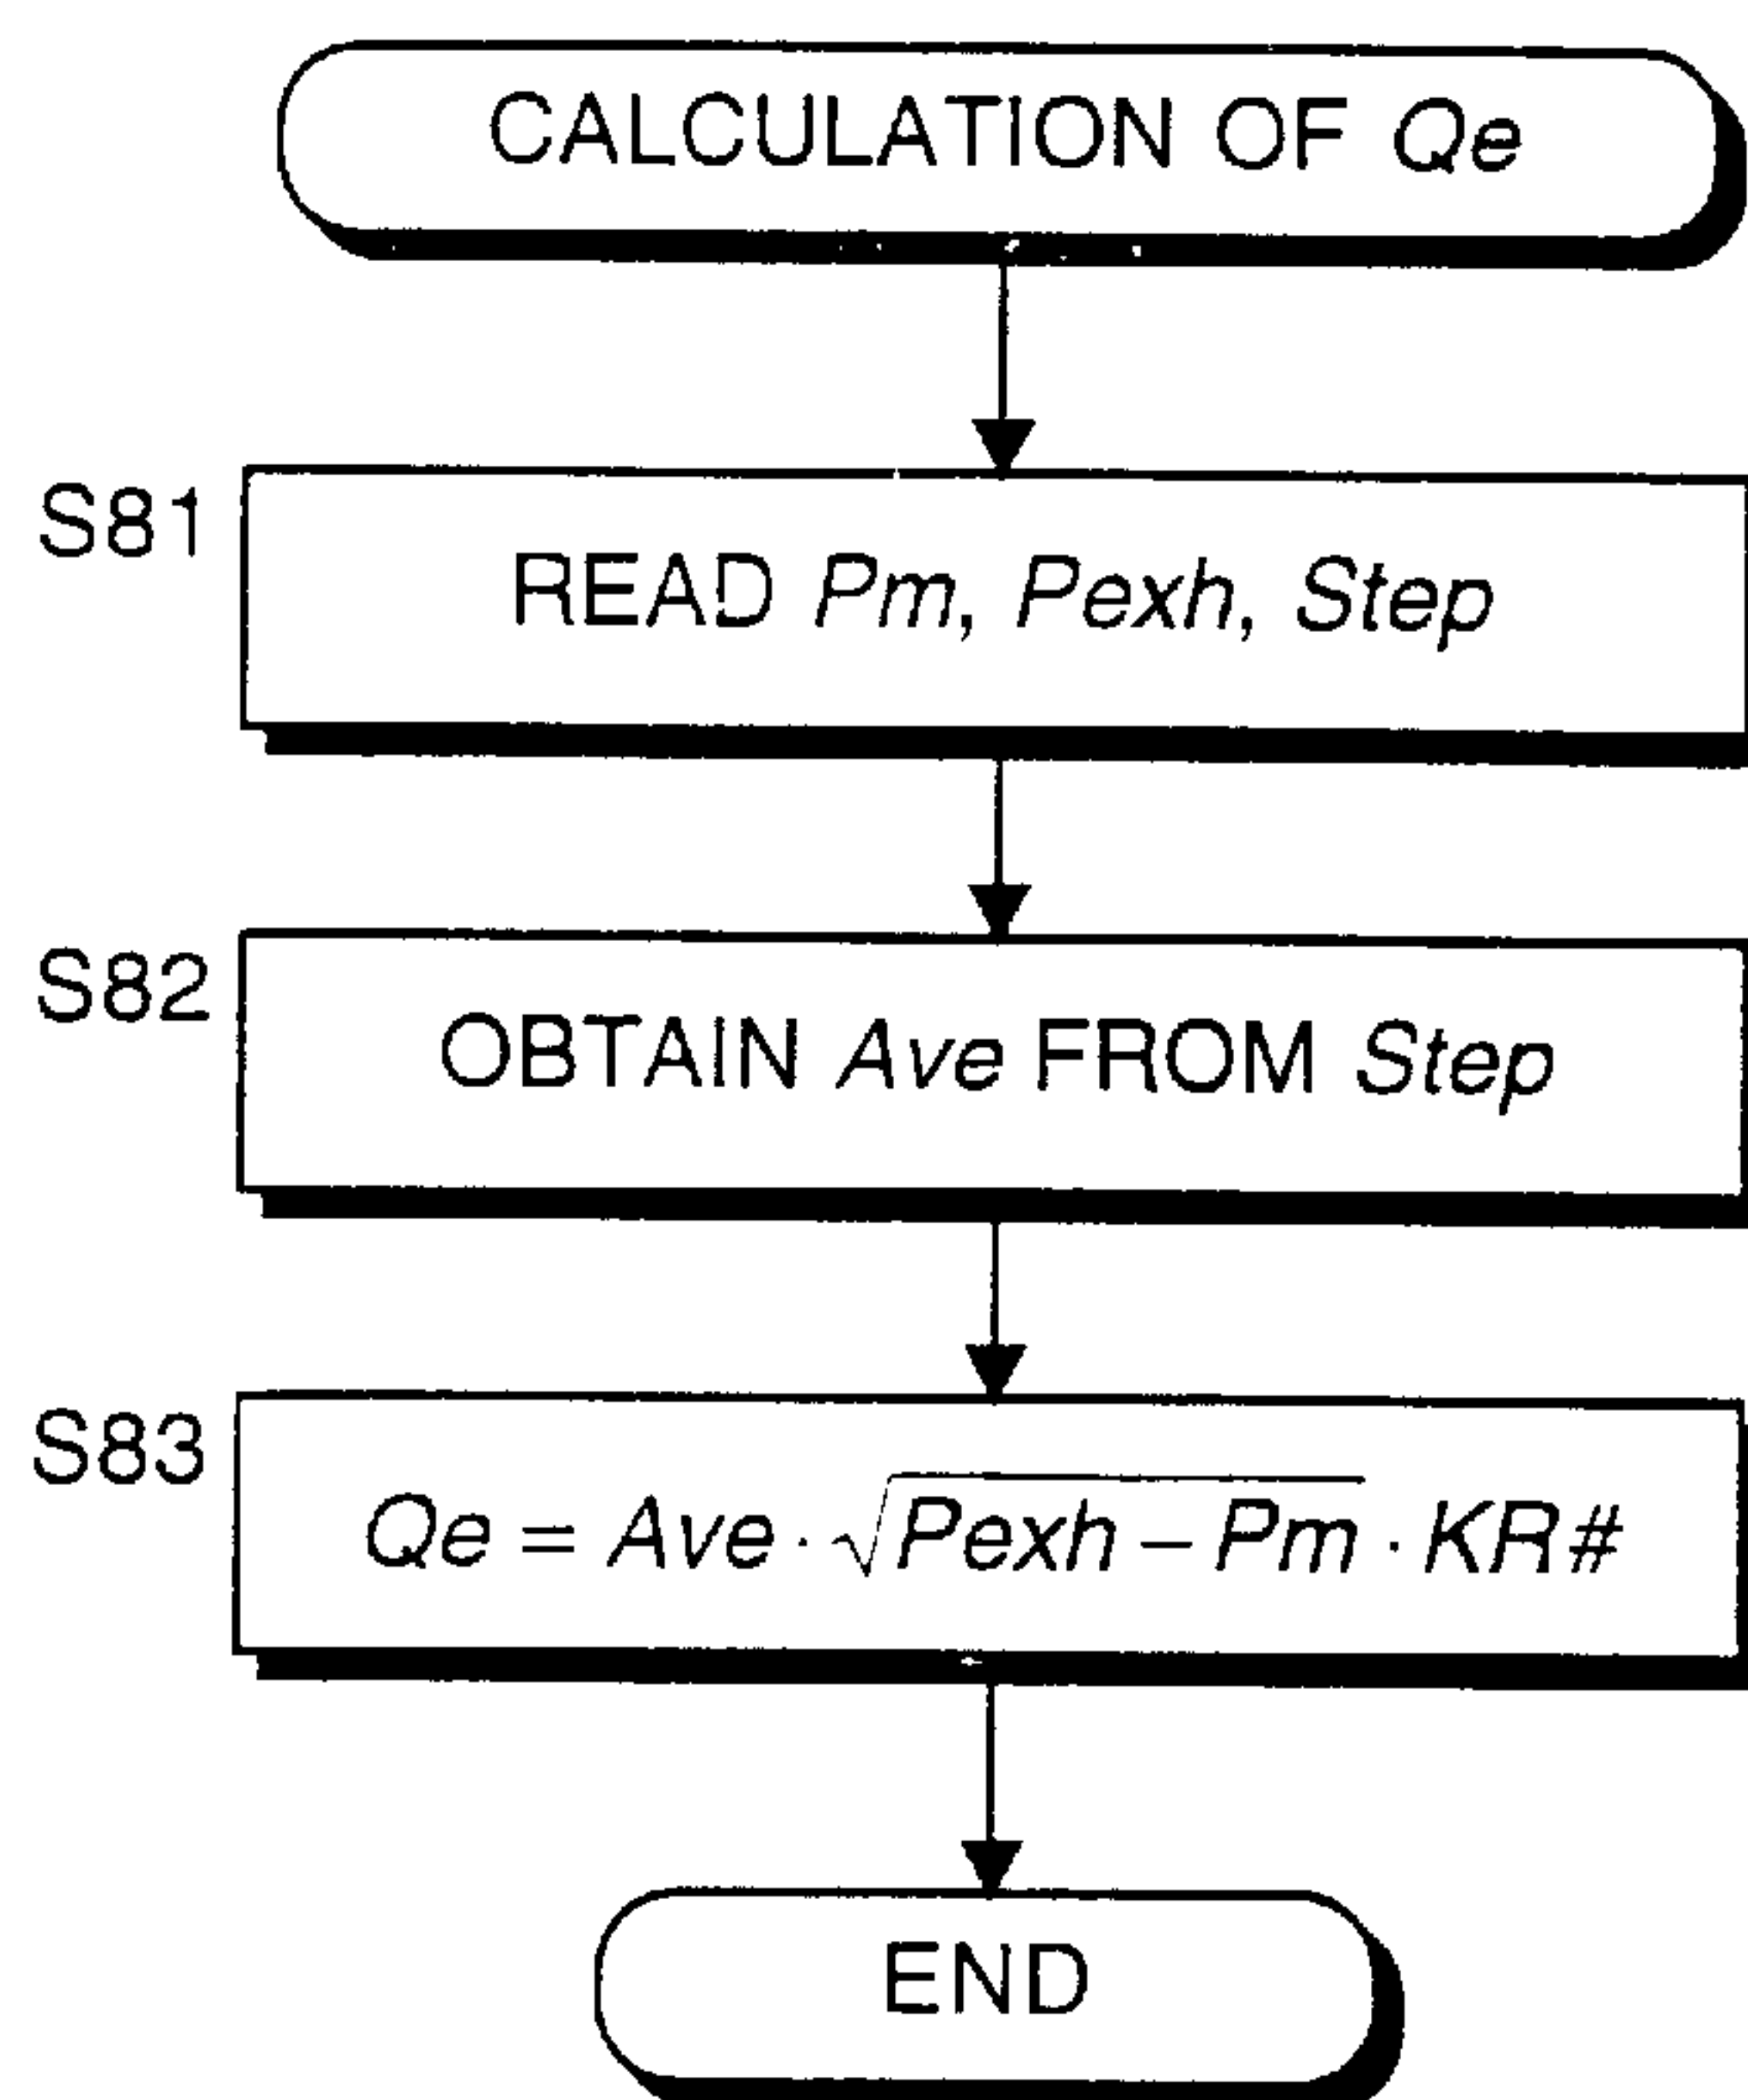 CALCULATION OF Qe
S81
READ Pm, Pexh, Step
S82
OBTAIN Ave FROM Step
S83
Qe = Ave · √Pexh – Pm · KR#
END